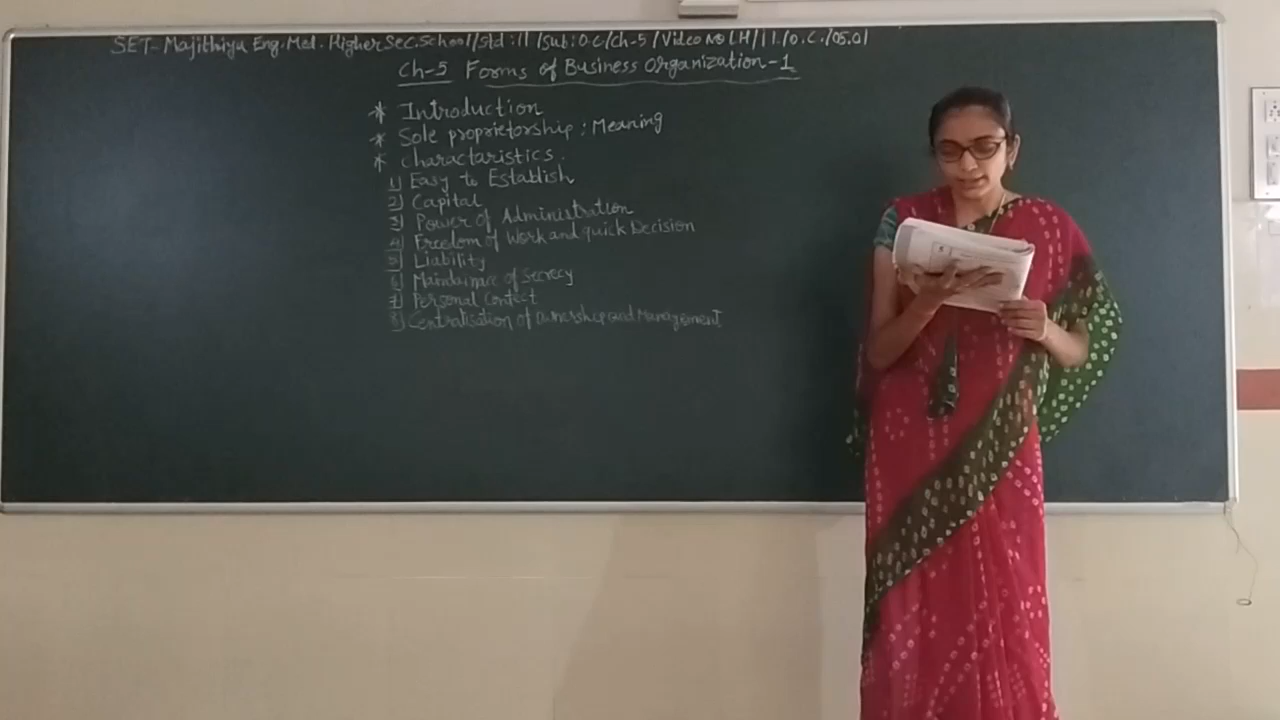 SET- Majithiya Eng. Med. Higher Sec. School / Std : 11 / Sub : O.C / Ch-5 / Video No LH / 11 / O.C. / 05.01
Ch-5 Forms of Business Organization-1
* Introduction
* Sole proprietorship : Meaning
* charactaristics.
1) Easy to Establish
2) Capital
3) Power of Administration
4) Freedom of Work and quick Decision
5) Liability
6) Maintainance of Secrecy
7) Personal Contect
8) Centralisation of Ownership and Management.